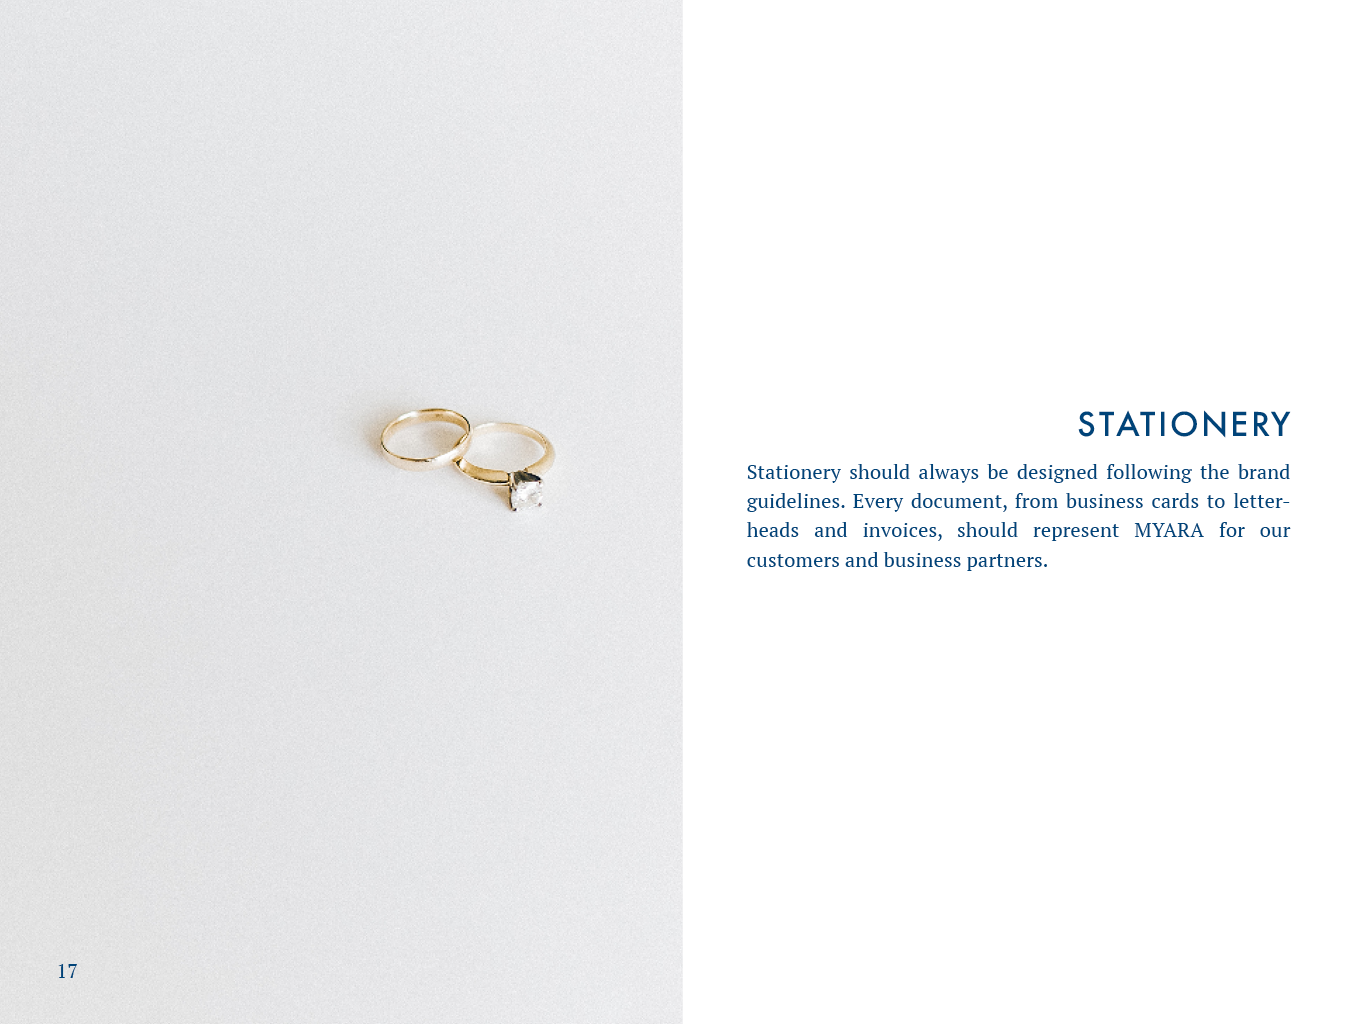 STATIONERY
Stationery should always be designed following the brand
guidelines. Every document, from business cards to letter-
heads and invoices, should represent MYARA for our
customers and business partners.
17